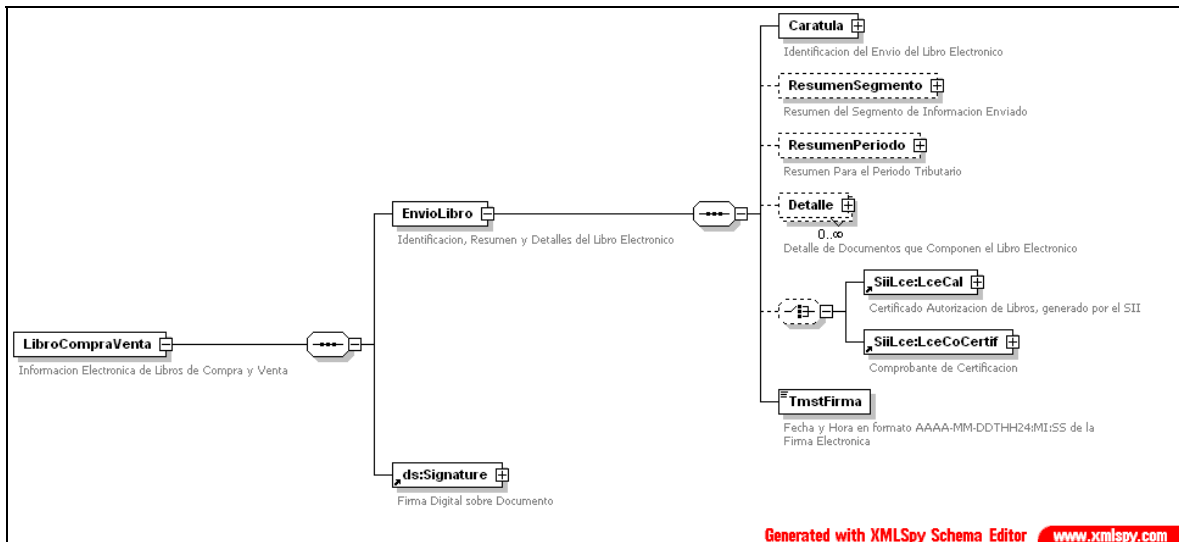 Caratula
Identificacion del Envio del Libro Electronico
ResumenSegmento
Resumen del Segmento de Informacion Enviado
ResumenPeriodo
Resumen Para el Periodo Tributario
EnvioLibro
Identificacion, Resumen y Detalles del Libro Electronico
Detalle
0..∞
Detalle de Documentos que Componen el Libro Electronico
SiiLce:LceCal
Certificado Autorizacion de Libros, generado por el SII
LibroCompraVenta
Informacion Electronica de Libros de Compra y Venta
SiiLce:LceCoCertif
Comprobante de Certificacion
TmstFirma
Fecha y Hora en formato AAAA-MM-DDTHH24:MI:SS de la
Firma Electronica
ds:Signature
Firma Digital sobre Documento
Generated with XMLSpy Schema Editor www.xmlspy.com